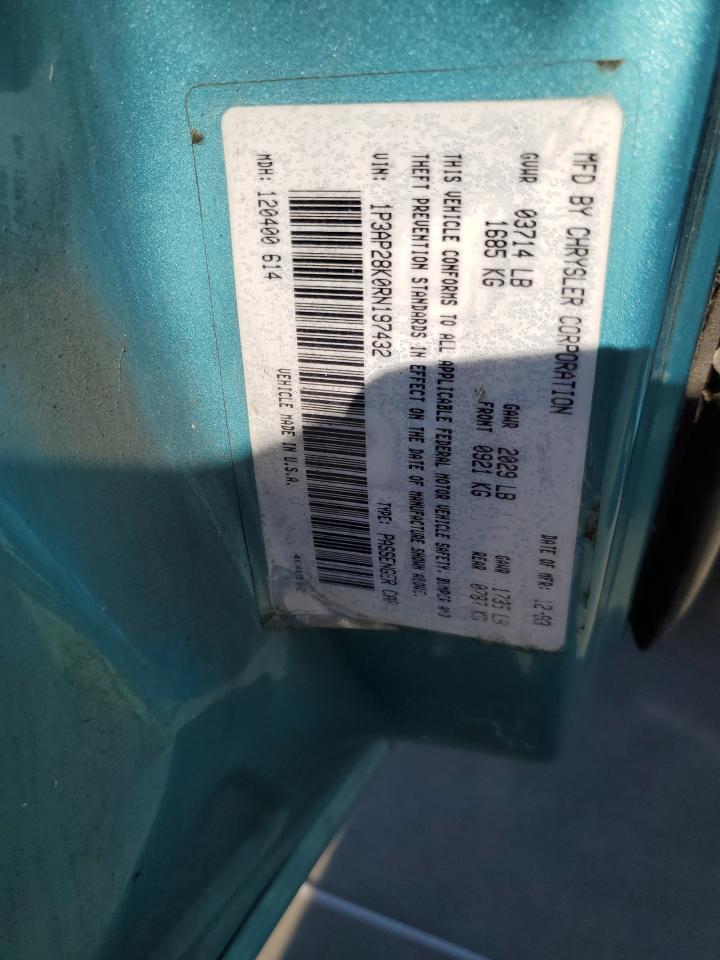 MFD BY CHRYSLER CORPORATION
DATE OF MFR: 12-93
GVWR 03714 LB
1685 KG
GAWR 2029 LB
FRONT 0921 KG
GAWR 1735 LB
REAR 0787 KG
THIS VEHICLE CONFORMS TO ALL APPLICABLE FEDERAL MOTOR VEHICLE SAFETY, BUMPER AND
THEFT PREVENTION STANDARDS IN EFFECT ON THE DATE OF MANUFACTURE SHOWN ABOVE.
VIN: 1P3AP28K0RN197432
TYPE: PASSENGER CAR
VEHICLE MADE IN U.S.A.
MDH: 120400 614